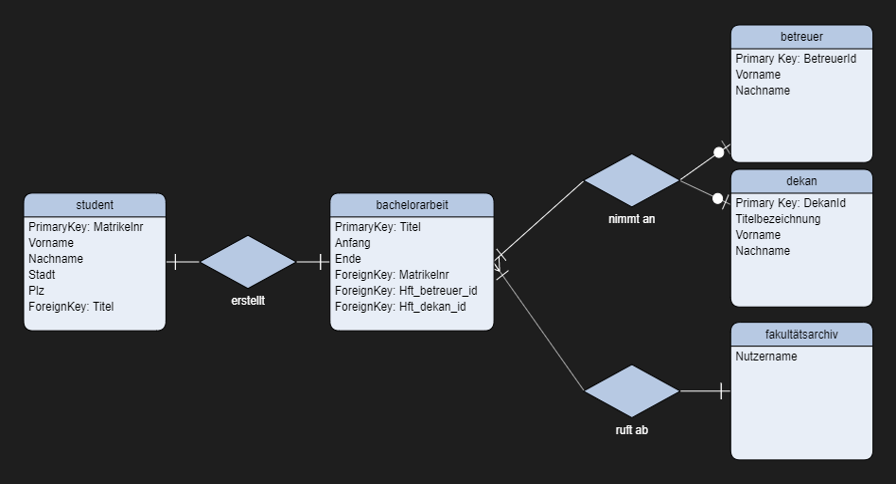 betreuer
Primary Key: BetreuerId
Vorname
Nachname
dekan
Primary Key: DekanId
Titelbezeichnung
Vorname
Nachname
nimmt an
student
PrimaryKey: Matrikelnr
Vorname
Nachname
Stadt
Plz
ForeignKey: Titel
erstellt
bachelorarbeit
PrimaryKey: Titel
Anfang
Ende
ForeignKey: Matrikelnr
ForeignKey: Hft_betreuer_id
ForeignKey: Hft_dekan_id
fakultätsarchiv
Nutzername
ruft ab